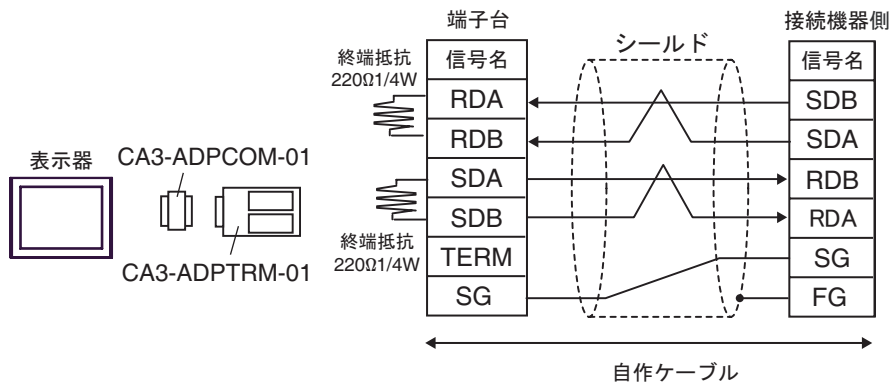 表示器
CA3-ADPCOM-01
CA3-ADPTRM-01
終端抵抗
220Ω1/4W
終端抵抗
220Ω1/4W
端子台
信号名
RDA
RDB
SDA
SDB
TERM
SG
シールド
接続機器側
信号名
SDB
SDA
RDB
RDA
SG
FG
自作ケーブル